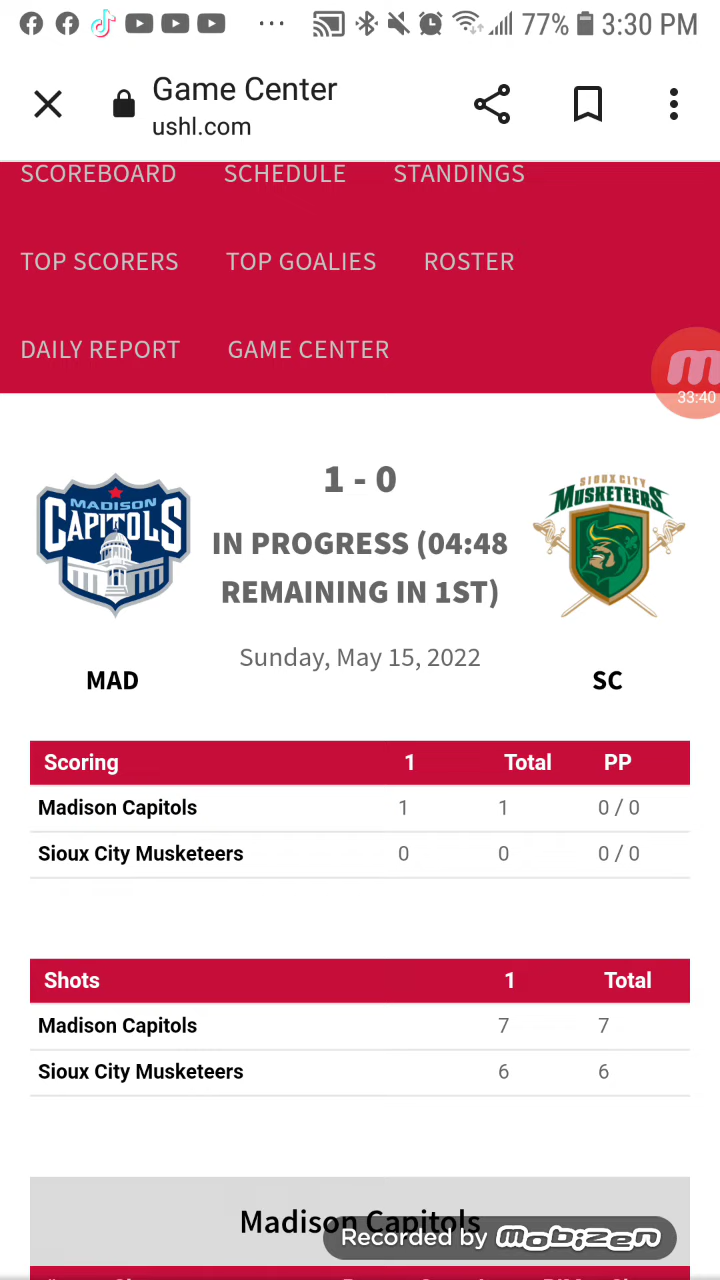 77% 3:30 PM
Game Center
ushl.com
SCOREBOARD SCHEDULE STANDINGS
TOP SCORERS TOP GOALIES ROSTER
DAILY REPORT GAME CENTER
m
33:40
1 - 0
MADISON
CAPITOLS
SIOUX CITY
MUSKETEERS
IN PROGRESS (04:48
REMAINING IN 1ST)
Sunday, May 15, 2022
MAD SC
Scoring 1 Total PP
Madison Capitols 1 1 0 / 0
Sioux City Musketeers 0 0 0 / 0
Shots 1 Total
Madison Capitols 7 7
Sioux City Musketeers 6 6
Madison Capitols
Recorded by mobizen